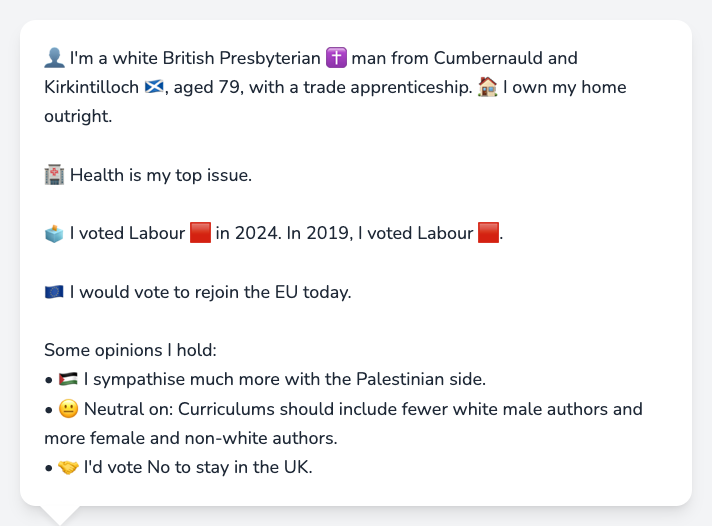 👤 I'm a white British Presbyterian ✝️ man from Cumbernauld and
Kirkintilloch 🏴󠁧󠁢󠁳󠁣󠁴󠁿, aged 79, with a trade apprenticeship. 🏠 I own my home
outright.
🏥 Health is my top issue.
🗳️ I voted Labour 🟥 in 2024. In 2019, I voted Labour 🟥.
🇪🇺 I would vote to rejoin the EU today.
Some opinions I hold:
• 🇵🇸 I sympathise much more with the Palestinian side.
• 😐 Neutral on: Curriculums should include fewer white male authors and
more female and non-white authors.
• 🤝 I'd vote No to stay in the UK.